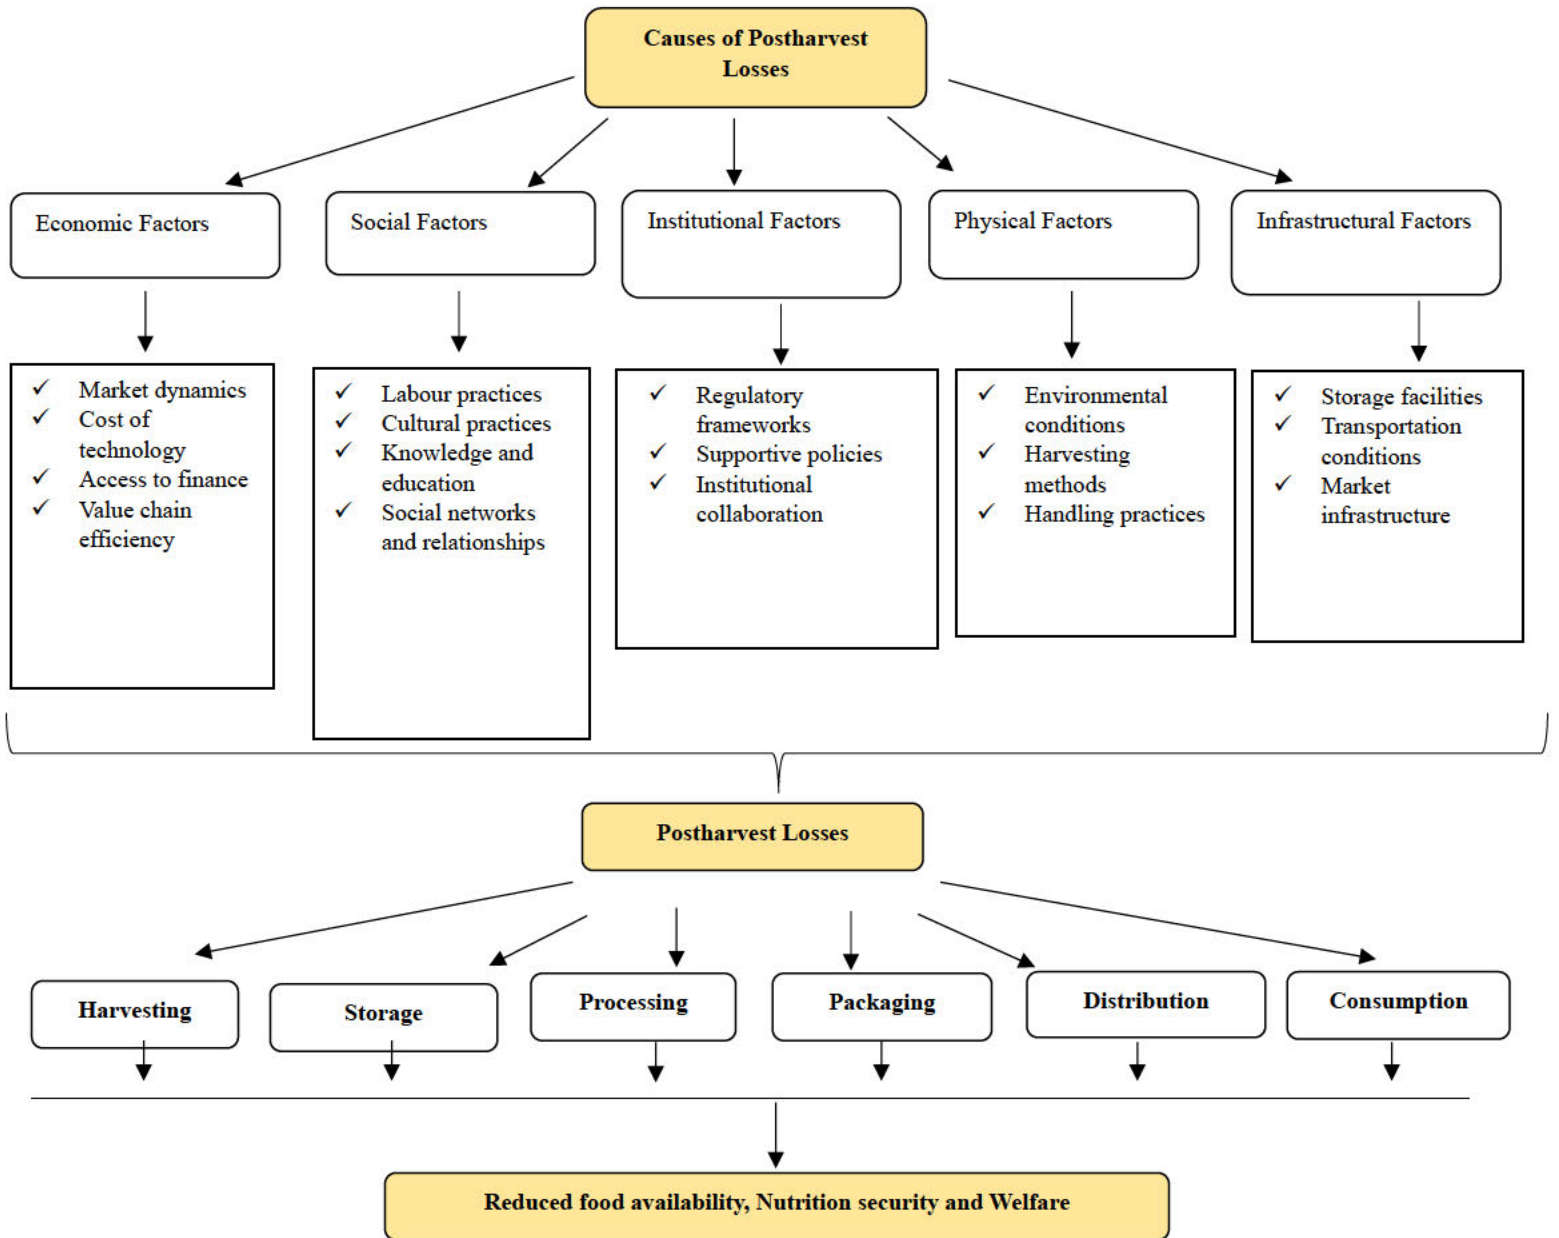 Causes of Postharvest
Losses
Economic Factors
Social Factors
Institutional Factors
Physical Factors
Infrastructural Factors
✓ Market dynamics
✓ Cost of
technology
✓ Access to finance
✓ Value chain
efficiency
✓ Labour practices
✓ Cultural practices
✓ Knowledge and
education
✓ Social networks
and relationships
✓ Regulatory
frameworks
✓ Supportive policies
✓ Institutional
collaboration
✓ Environmental
conditions
✓ Harvesting
methods
✓ Handling practices
✓ Storage facilities
✓ Transportation
conditions
✓ Market
infrastructure
Postharvest Losses
Harvesting
Storage
Processing
Packaging
Distribution
Consumption
Reduced food availability, Nutrition security and Welfare